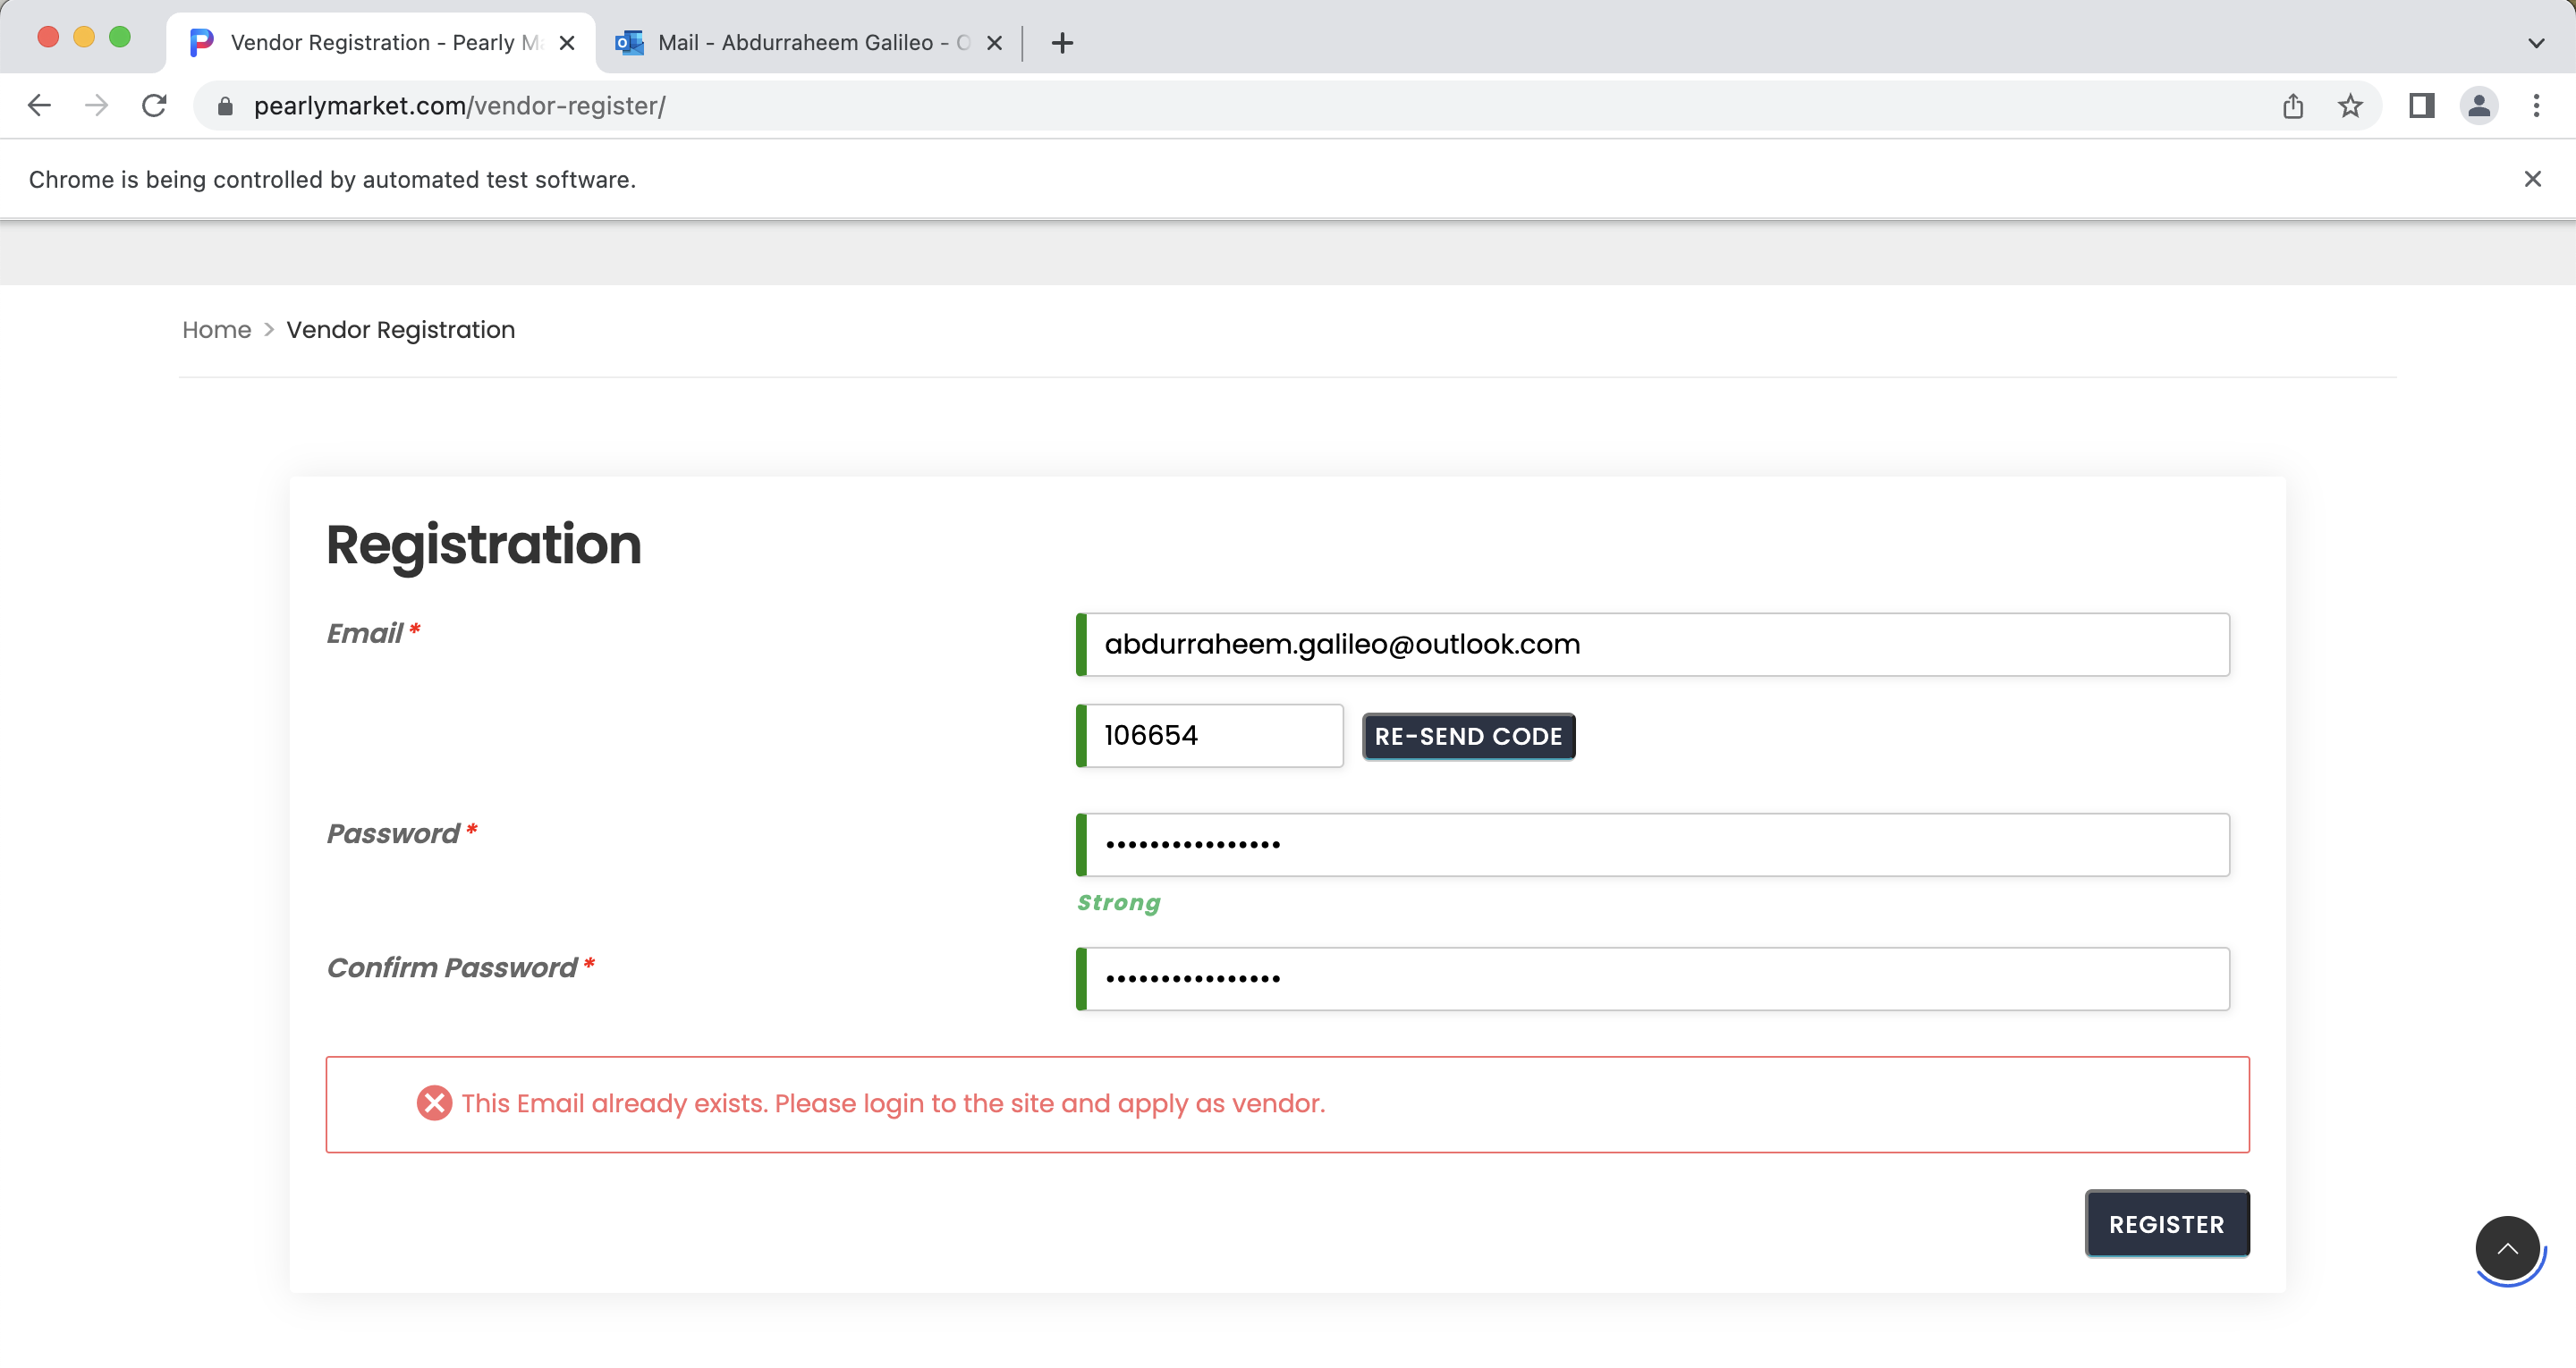 Vendor Registration - Pearly M
Mail - Abdurraheem Galileo - O
pearlymarket.com/vendor-register/
Chrome is being controlled by automated test software.
Home > Vendor Registration
Registration
Email *
abdurraheem.galileo@outlook.com
106654
RE-SEND CODE
Password *
••••••••••••••••
Strong
Confirm Password *
••••••••••••••••
This Email already exists. Please login to the site and apply as vendor.
REGISTER